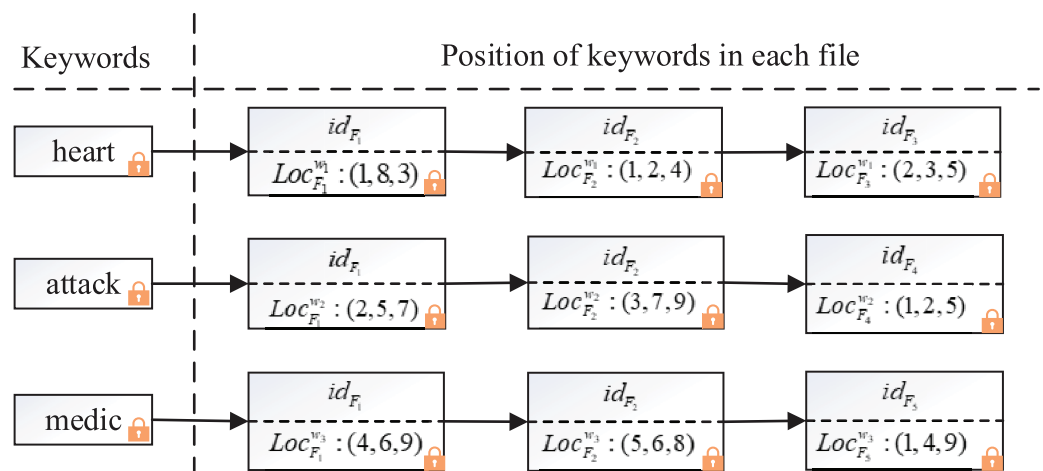 Keywords Position of keywords in each file
heart id_{F_1} id_{F_2} id_{F_3}
Loc_{F_1}^{w_1} : (1,8,3) Loc_{F_2}^{w_1} : (1,2,4) Loc_{F_3}^{w_1} : (2,3,5)
attack id_{F_1} id_{F_2} id_{F_4}
Loc_{F_1}^{w_2} : (2,5,7) Loc_{F_2}^{w_2} : (3,7,9) Loc_{F_4}^{w_2} : (1,2,5)
medic id_{F_1} id_{F_2} id_{F_5}
Loc_{F_1}^{w_3} : (4,6,9) Loc_{F_2}^{w_3} : (5,6,8) Loc_{F_5}^{w_3} : (1,4,9)